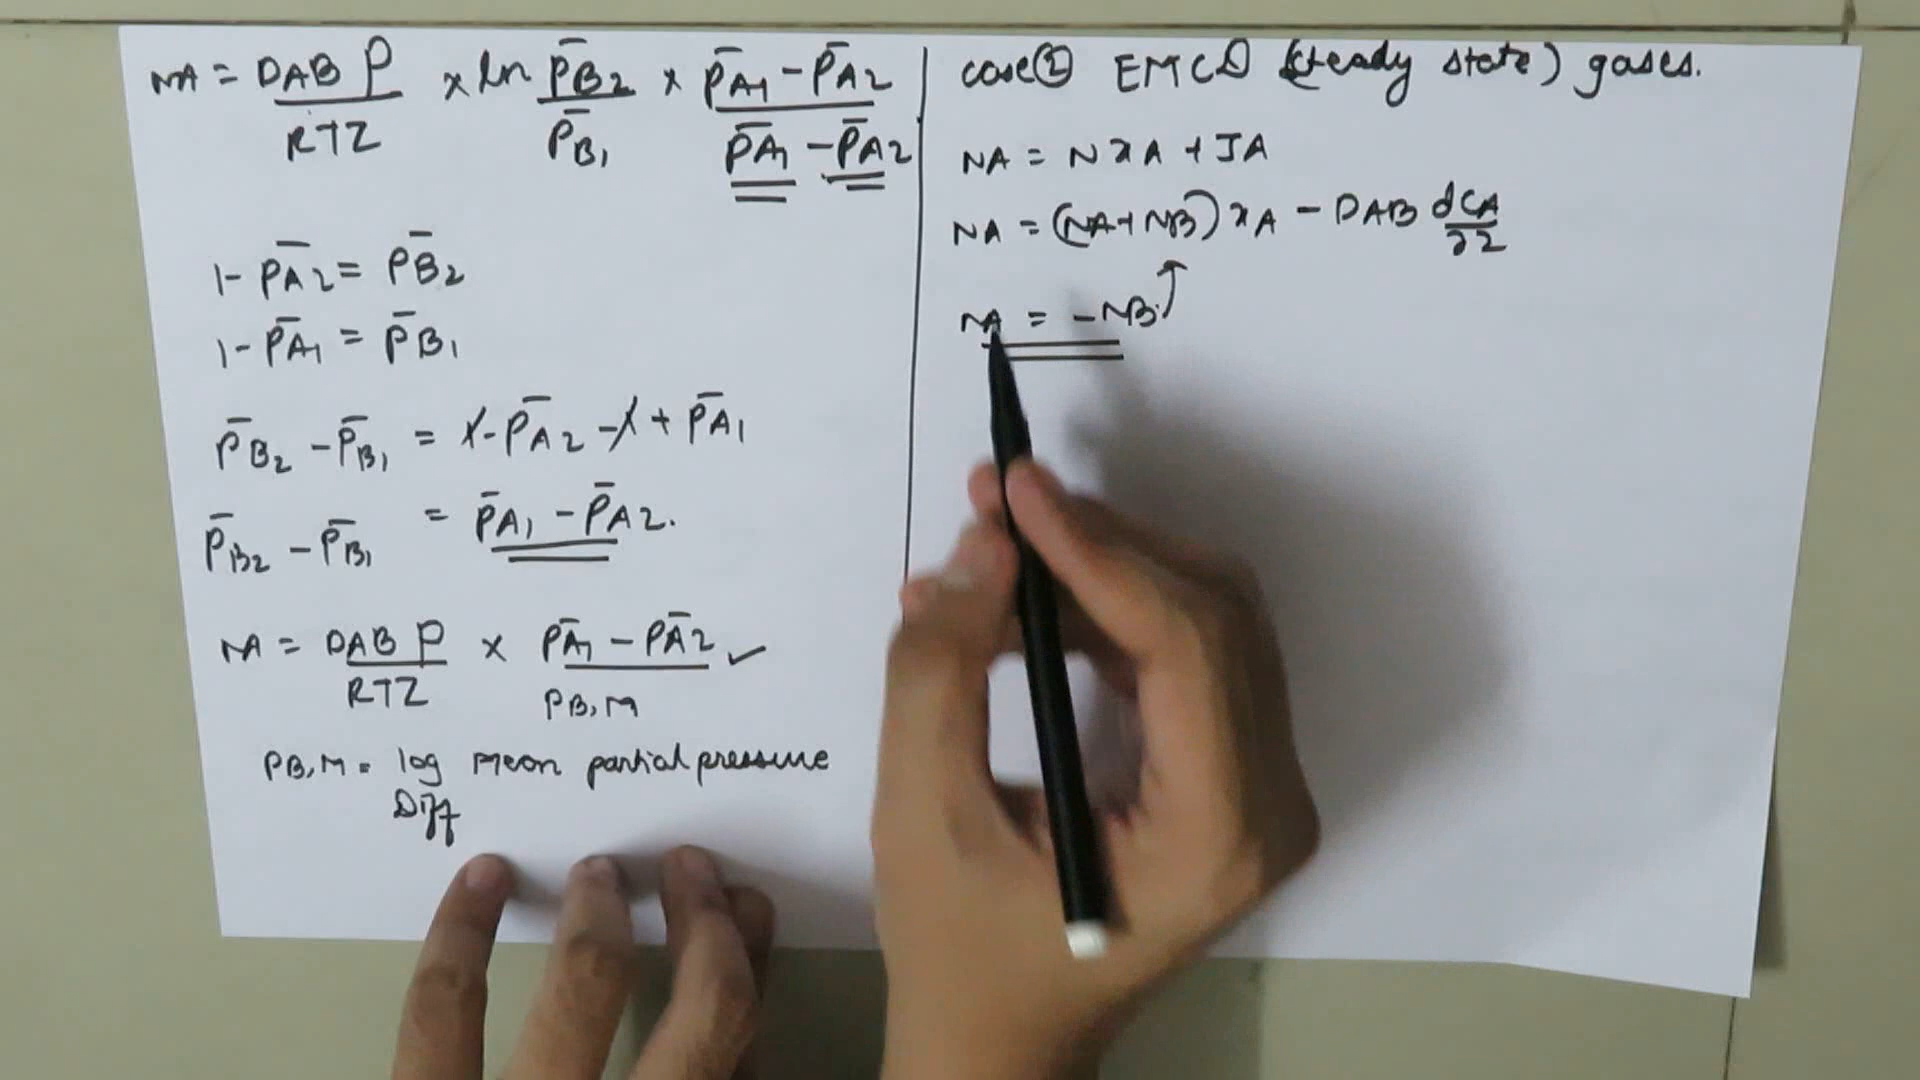 NA = DAB P / RTZ × ln P̄B2 / P̄B1 × P̄A1 - P̄A2 / P̄A1 - P̄A2
1 - P̄A2 = P̄B2
1 - P̄A1 = P̄B1
P̄B2 - P̄B1 = 1 - P̄A2 - 1 + P̄A1
P̄B2 - P̄B1 = P̄A1 - P̄A2.
NA = DAB P / RTZ × P̄A1 - P̄A2 / PB,M ✓
PB,M = log Mean partial pressure
Diff
case ② EMCD (steady state) gases.
NA = N xA + JA
NA = (NA + NB) xA - DAB dCA / dz
NA = -NB.